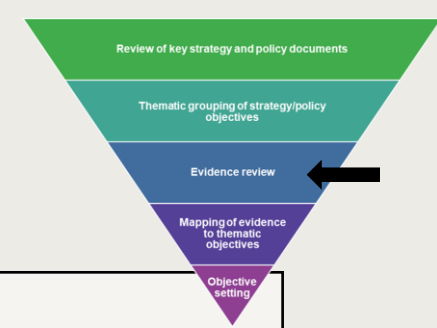 Review of key strategy and policy documents
Thematic grouping of strategy/policy
objectives
Evidence review
Mapping of evidence
to thematic
objectives
Objective
setting